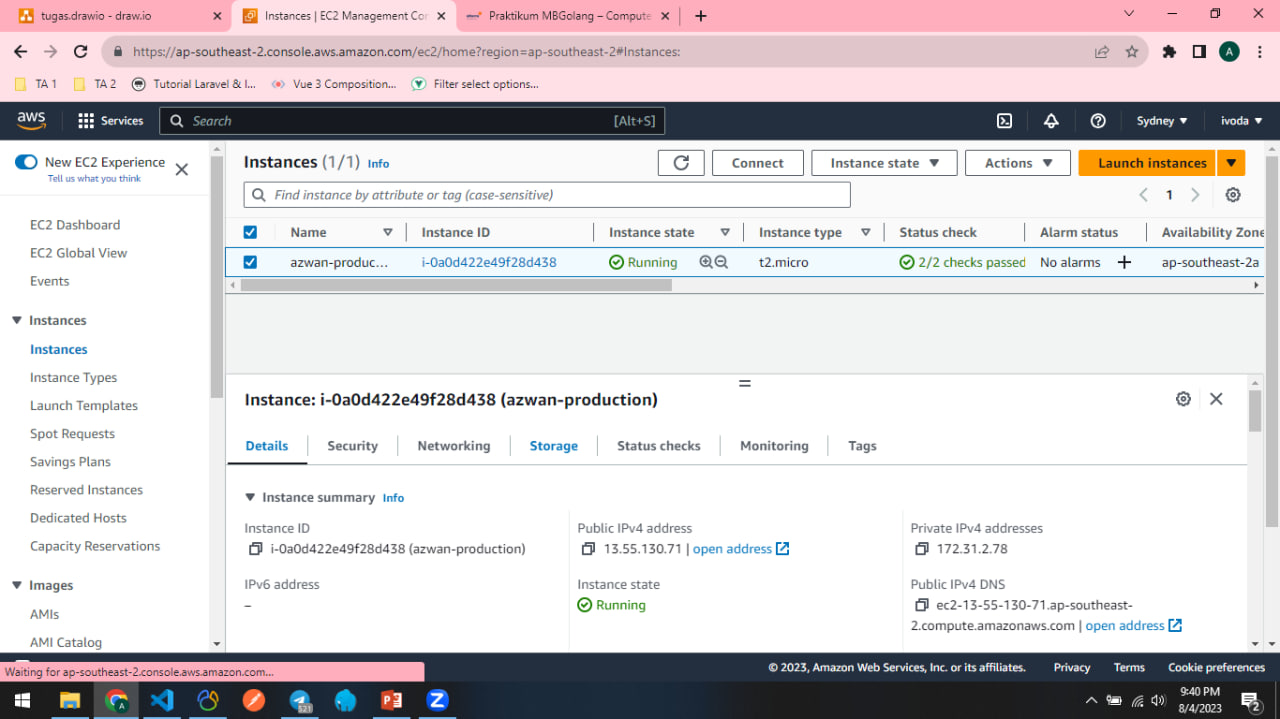 tugas.drawio - draw.io
Instances | EC2 Management Con
Praktikum MBGolang – Compute
https://ap-southeast-2.console.aws.amazon.com/ec2/home?region=ap-southeast-2#Instances:
A
TA 1
TA 2
Tutorial Laravel & I...
Vue 3 Composition...
Filter select options...
aws
Services
Search
[Alt+S]
Sydney
ivoda
New EC2 Experience
Tell us what you think
EC2 Dashboard
EC2 Global View
Events
Instances
Instances
Instance Types
Launch Templates
Spot Requests
Savings Plans
Reserved Instances
Dedicated Hosts
Capacity Reservations
Images
AMIs
AMI Catalog
Instances (1/1) Info
Connect
Instance state
Actions
Launch instances
Find instance by attribute or tag (case-sensitive)
1
Name
Instance ID
Instance state
Instance type
Status check
Alarm status
Availability Zone
azwan-produc...
i-0a0d422e49f28d438
Running
t2.micro
2/2 checks passed
No alarms
ap-southeast-2a
Instance: i-0a0d422e49f28d438 (azwan-production)
Details
Security
Networking
Storage
Status checks
Monitoring
Tags
Instance summary Info
Instance ID
i-0a0d422e49f28d438 (azwan-production)
Public IPv4 address
13.55.130.71 | open address
Private IPv4 addresses
172.31.2.78
IPv6 address
–
Instance state
Running
Public IPv4 DNS
ec2-13-55-130-71.ap-southeast-
2.compute.amazonaws.com | open address
Waiting for ap-southeast-2.console.aws.amazon.com...
© 2023, Amazon Web Services, Inc. or its affiliates.
Privacy
Terms
Cookie preferences
A
521
9:40 PM
8/4/2023
2